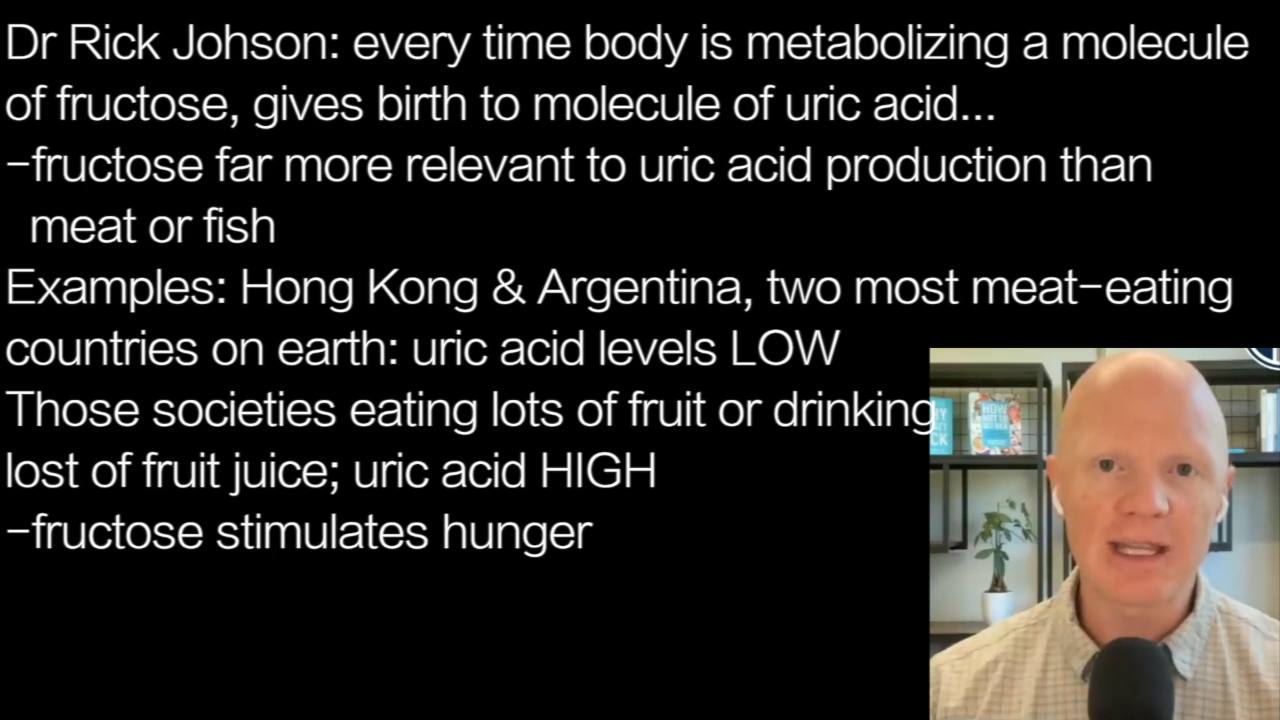 Dr Rick Johson: every time body is metabolizing a molecule
of fructose, gives birth to molecule of uric acid...
-fructose far more relevant to uric acid production than
meat or fish
Examples: Hong Kong & Argentina, two most meat-eating
countries on earth: uric acid levels LOW
Those societies eating lots of fruit or drinking
lost of fruit juice; uric acid HIGH
-fructose stimulates hunger
HOW
NOT TO